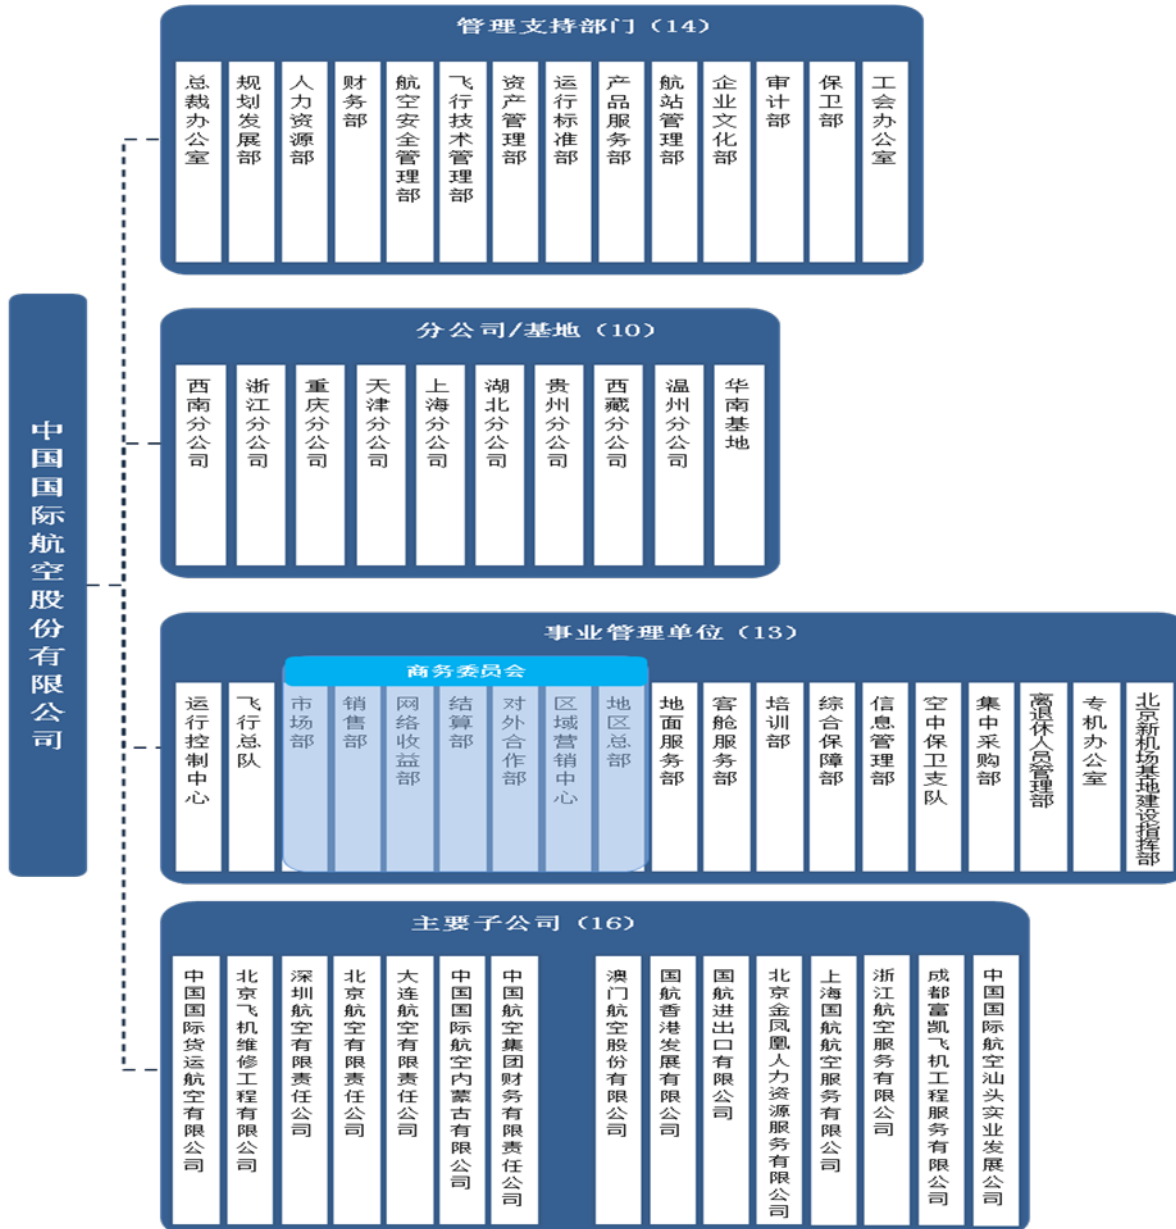 中国国际航空股份有限公司
管理支持部门（14）
总裁办公室
规划发展部
人力资源部
财务部
航空安全管理部
飞行技术管理部
资产管理部
运行标准部
产品服务部
航站管理部
企业文化部
审计部
保卫部
工会办公室
分公司/基地（10）
西南分公司
浙江分公司
重庆分公司
天津分公司
上海分公司
湖北分公司
贵州分公司
西藏分公司
温州分公司
华南基地
事业管理单位（13）
商务委员会
运行控制中心
飞行总队
市场部
销售部
网络收益部
结算部
对外合作部
区域营销中心
地区总部
地面服务部
客舱服务部
培训部
综合保障部
信息管理部
空中保卫支队
集中采购部
离退休人员管理部
专机办公室
北京新机场基地建设指挥部
主要子公司（16）
中国国际货运航空有限公司
北京飞机维修工程有限公司
深圳航空有限责任公司
北京航空有限责任公司
大连航空有限责任公司
中国国际航空内蒙古有限公司
中国航空集团财务有限责任公司
澳门航空股份有限公司
国航香港发展有限公司
国航进出口有限公司
北京金凤凰人力资源服务有限公司
上海国航航空服务有限公司
浙江航空服务有限公司
成都富凯飞机工程服务有限公司
中国国际航空汕头实业发展公司